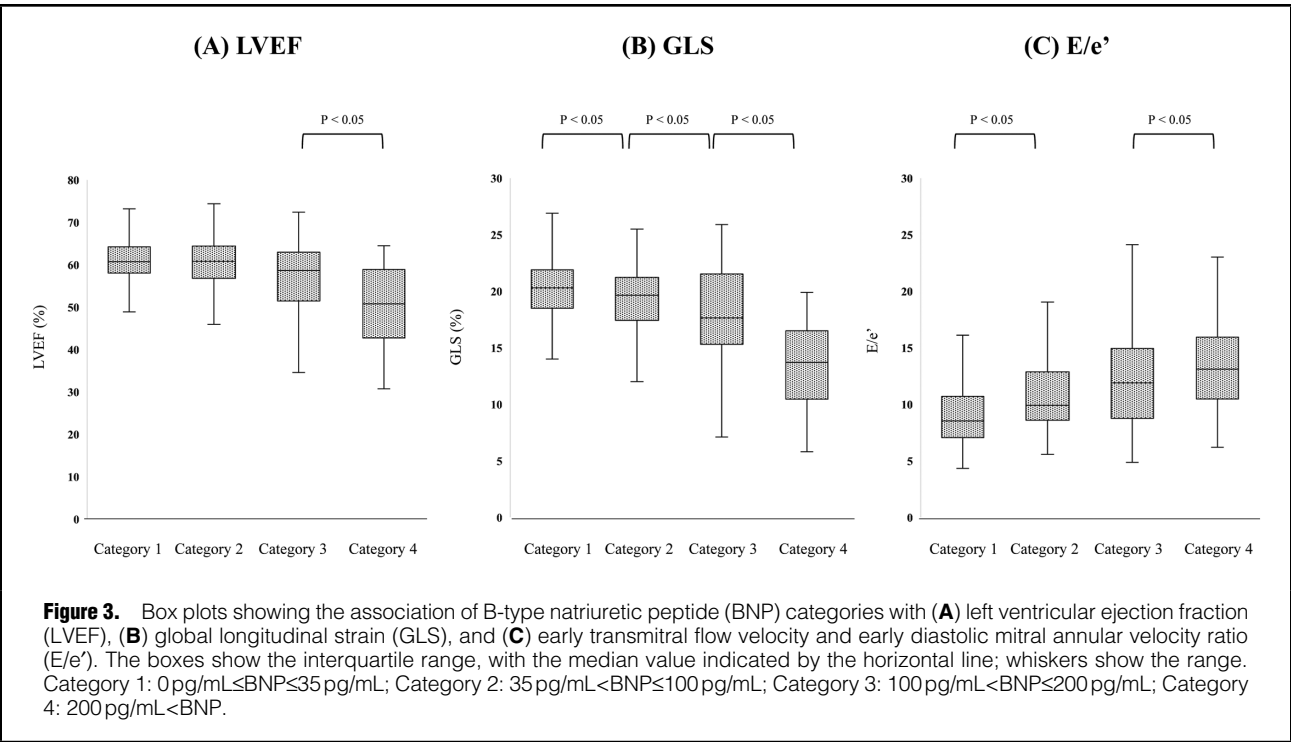 (A) LVEF
(B) GLS
(C) E/e’
P < 0.05
P < 0.05
P < 0.05
P < 0.05
P < 0.05
P < 0.05
LVEF (%)
80
70
60
50
40
30
20
10
0
Category 1 Category 2 Category 3 Category 4
GLS (%)
30
25
20
15
10
5
0
Category 1 Category 2 Category 3 Category 4
E/e’
30
25
20
15
10
5
0
Category 1 Category 2 Category 3 Category 4
Figure 3. Box plots showing the association of B-type natriuretic peptide (BNP) categories with (A) left ventricular ejection fraction
(LVEF), (B) global longitudinal strain (GLS), and (C) early transmitral flow velocity and early diastolic mitral annular velocity ratio
(E/e′). The boxes show the interquartile range, with the median value indicated by the horizontal line; whiskers show the range.
Category 1: 0 pg/mL≤BNP≤35 pg/mL; Category 2: 35 pg/mL<BNP≤100 pg/mL; Category 3: 100 pg/mL<BNP≤200 pg/mL; Category
4: 200 pg/mL<BNP.